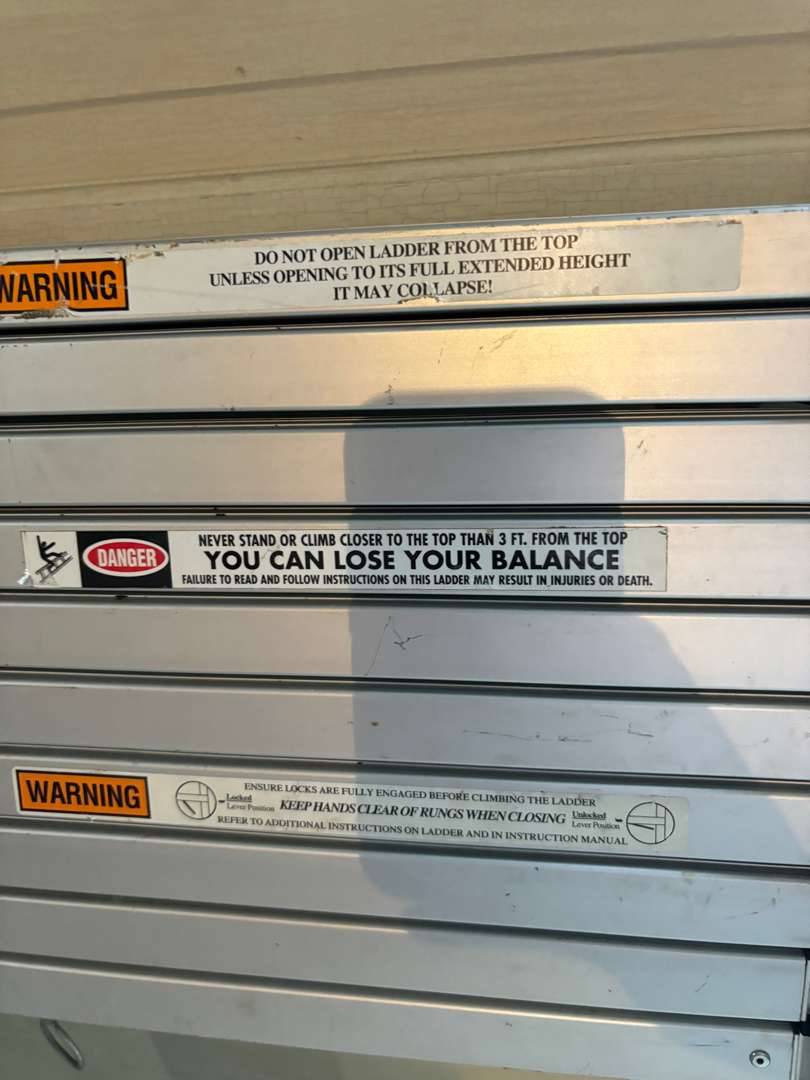 WARNING
DO NOT OPEN LADDER FROM THE TOP
UNLESS OPENING TO ITS FULL EXTENDED HEIGHT
IT MAY COLLAPSE!
DANGER
NEVER STAND OR CLIMB CLOSER TO THE TOP THAN 3 FT. FROM THE TOP
YOU CAN LOSE YOUR BALANCE
FAILURE TO READ AND FOLLOW INSTRUCTIONS ON THIS LADDER MAY RESULT IN INJURIES OR DEATH.
WARNING
ENSURE LOCKS ARE FULLY ENGAGED BEFORE CLIMBING THE LADDER
Locked
Lever Position
KEEP HANDS CLEAR OF RUNGS WHEN CLOSING
Unlocked
Lever Position
REFER TO ADDITIONAL INSTRUCTIONS ON LADDER AND IN INSTRUCTION MANUAL